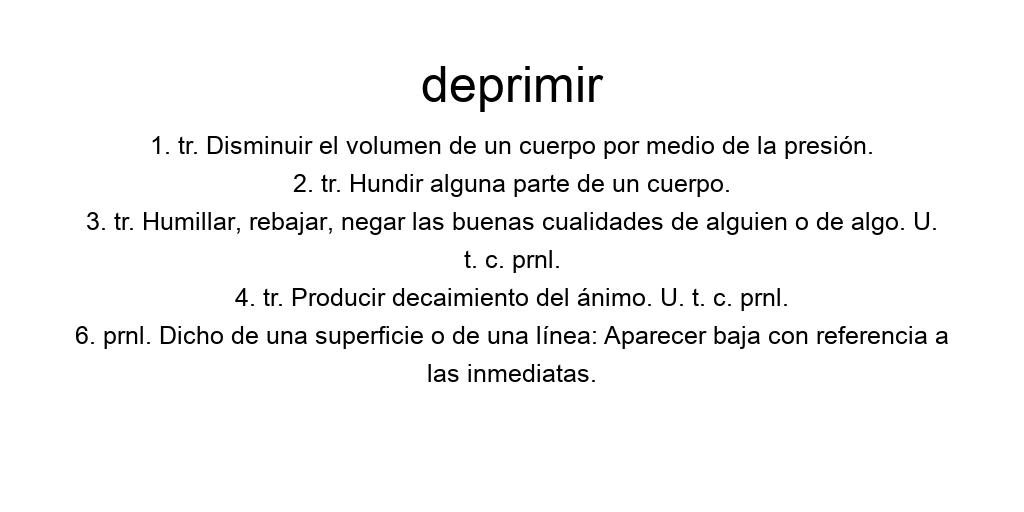 deprimir
1. tr. Disminuir el volumen de un cuerpo por medio de la presión.
2. tr. Hundir alguna parte de un cuerpo.
3. tr. Humillar, rebajar, negar las buenas cualidades de alguien o de algo. U.
t. c. prnl.
4. tr. Producir decaimiento del ánimo. U. t. c. prnl.
6. prnl. Dicho de una superficie o de una línea: Aparecer baja con referencia a
las inmediatas.